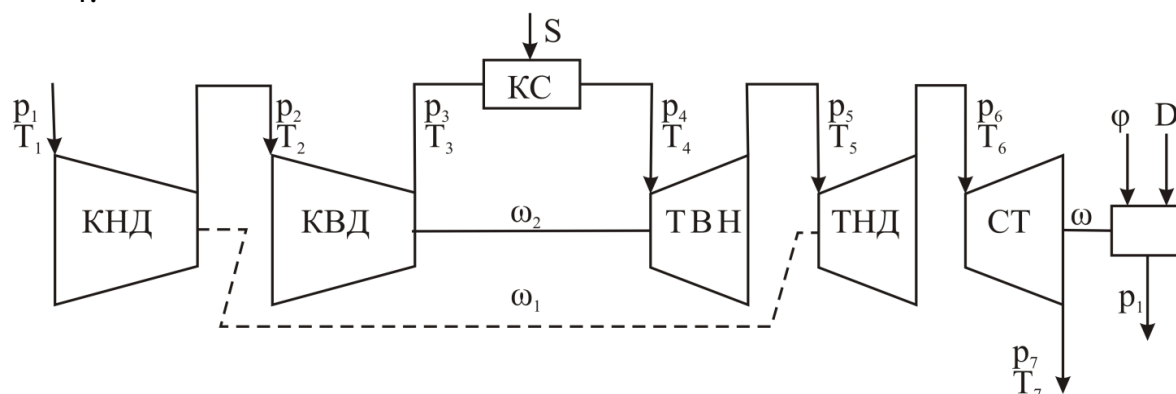 S
КС
p₁
T₁
p₂
T₂
p₃
T₃
p₄
T₄
p₅
T₅
p₆
T₆
φ
D
КНД
КВД
ω₂
ТВН
ТНД
СТ
ω
ω₁
p₁
p₇
T₇